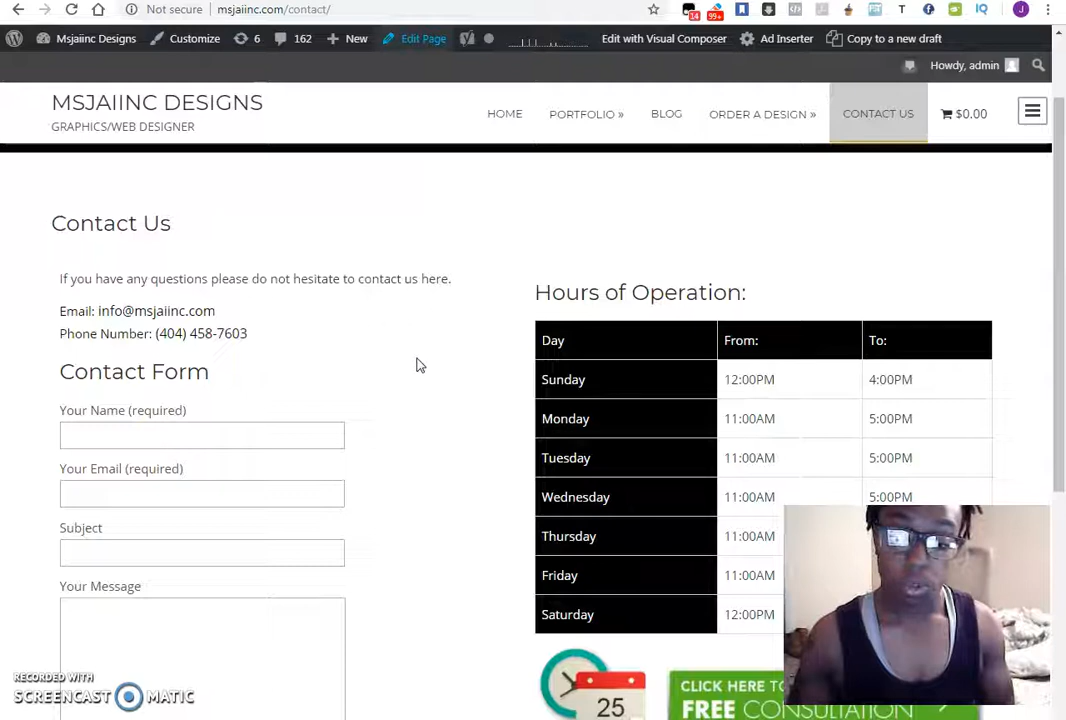 Not secure | msjaiinc.com/contact/
14
99+
T
IQ
J
Msjaiinc Designs Customize 6 162 New Edit Page Edit with Visual Composer Ad Inserter Copy to a new draft
Howdy, admin
MSJAIINC DESIGNS
GRAPHICS/WEB DESIGNER
HOME PORTFOLIO » BLOG ORDER A DESIGN » CONTACT US $0.00
Contact Us
If you have any questions please do not hesitate to contact us here.
Email: info@msjaiinc.com
Phone Number: (404) 458-7603
Contact Form
Your Name (required)
Your Email (required)
Subject
Your Message
Hours of Operation:
Day From: To:
Sunday 12:00PM 4:00PM
Monday 11:00AM 5:00PM
Tuesday 11:00AM 5:00PM
Wednesday 11:00AM 5:00PM
Thursday 11:00AM
Friday 11:00AM
Saturday 12:00PM
25
CLICK HERE TO
FREE CONSULTATION
RECORDED WITH
SCREENCAST MATIC